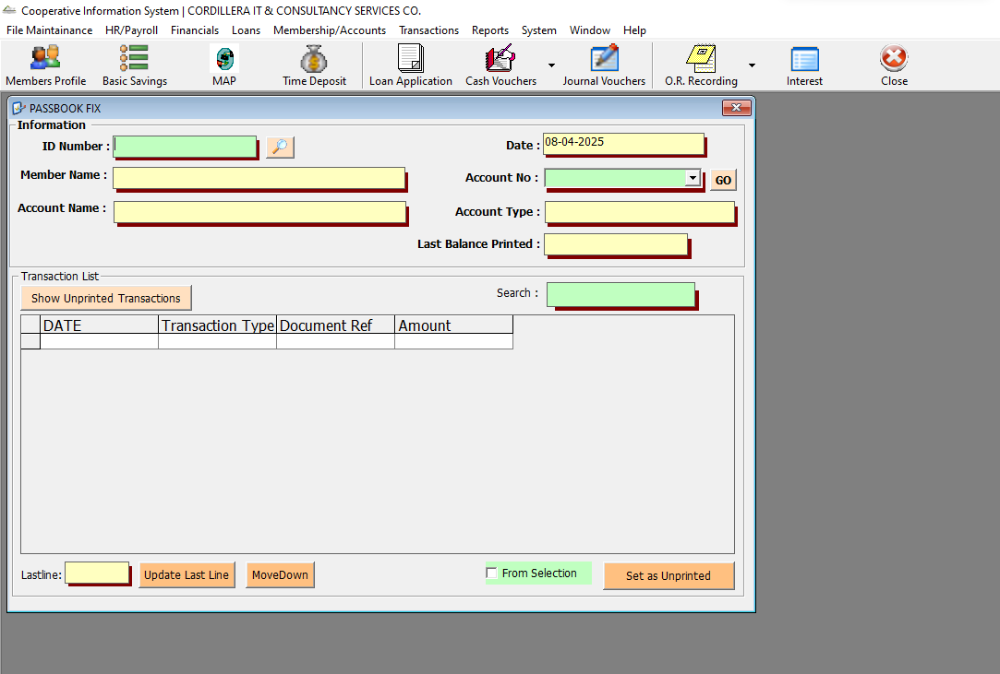 Cooperative Information System | CORDILLERA IT & CONSULTANCY SERVICES CO.
File Maintainance HR/Payroll Financials Loans Membership/Accounts Transactions Reports System Window Help
Members Profile Basic Savings MAP Time Deposit Loan Application Cash Vouchers Journal Vouchers O.R. Recording Interest Close
PASSBOOK FIX
Information
ID Number : Date : 08-04-2025
Member Name : Account No : GO
Account Name : Account Type :
Last Balance Printed :
Transaction List
Show Unprinted Transactions Search :
DATE Transaction Type Document Ref Amount
Lastline: Update Last Line MoveDown From Selection Set as Unprinted